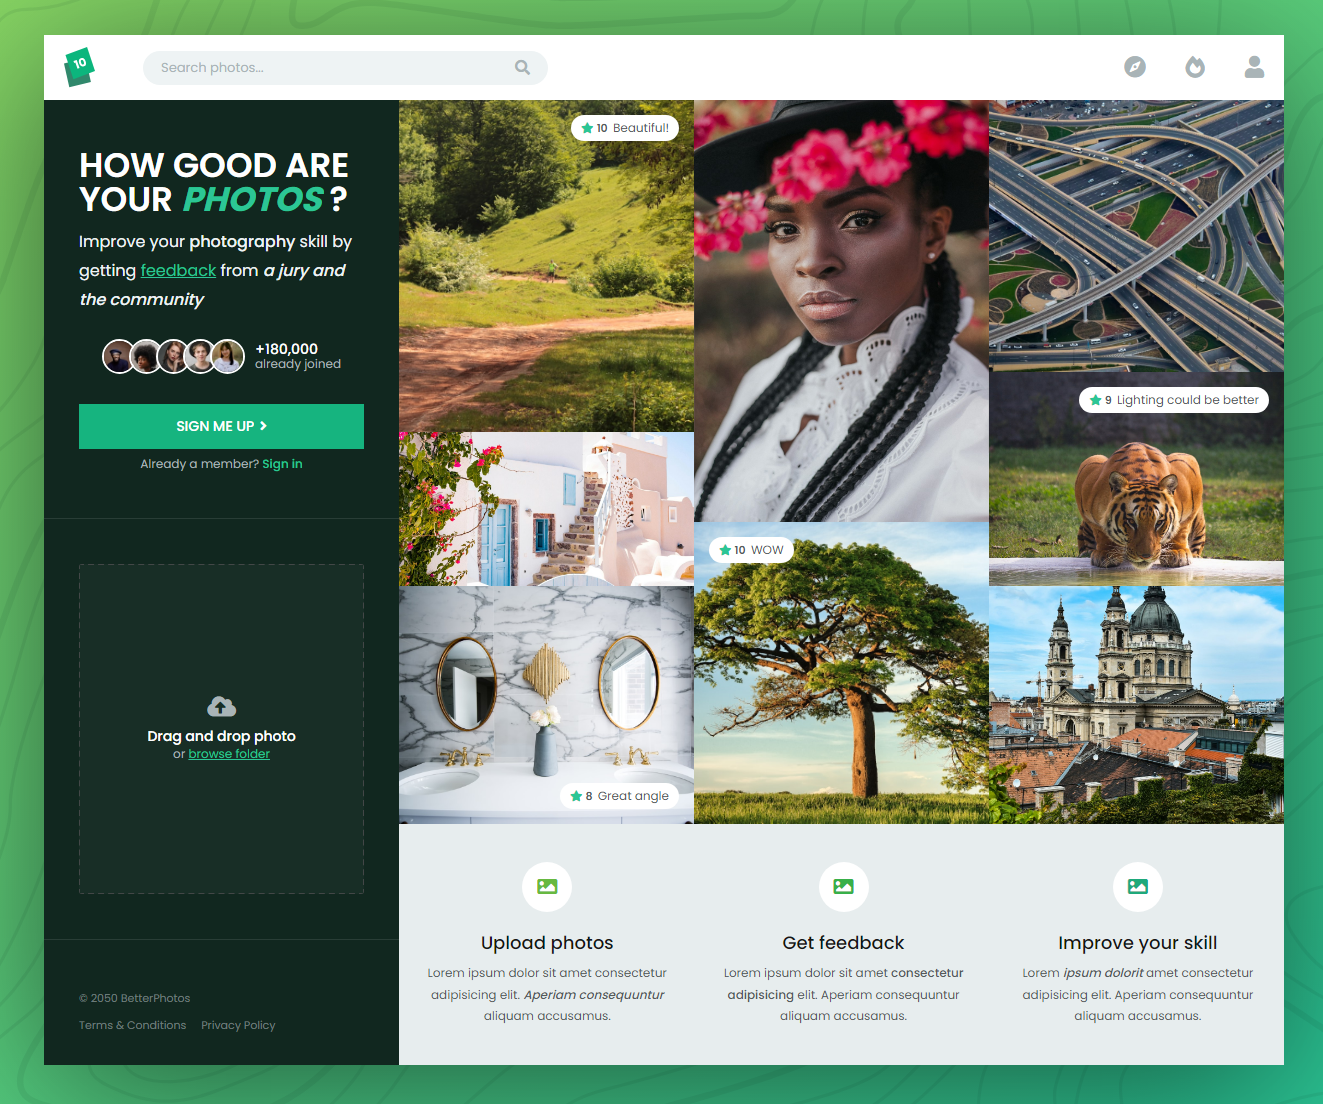 10
Search photos...
HOW GOOD ARE
YOUR PHOTOS ?
Improve your photography skill by
getting feedback from a jury and
the community
+180,000
already joined
SIGN ME UP
Already a member? Sign in
Drag and drop photo
or browse folder
© 2050 BetterPhotos
Terms & Conditions Privacy Policy
10 Beautiful!
9 Lighting could be better
10 WOW
8 Great angle
Upload photos
Lorem ipsum dolor sit amet consectetur
adipisicing elit. Aperiam consequuntur
aliquam accusamus.
Get feedback
Lorem ipsum dolor sit amet consectetur
adipisicing elit. Aperiam consequuntur
aliquam accusamus.
Improve your skill
Lorem ipsum dolorit amet consectetur
adipisicing elit. Aperiam consequuntur
aliquam accusamus.